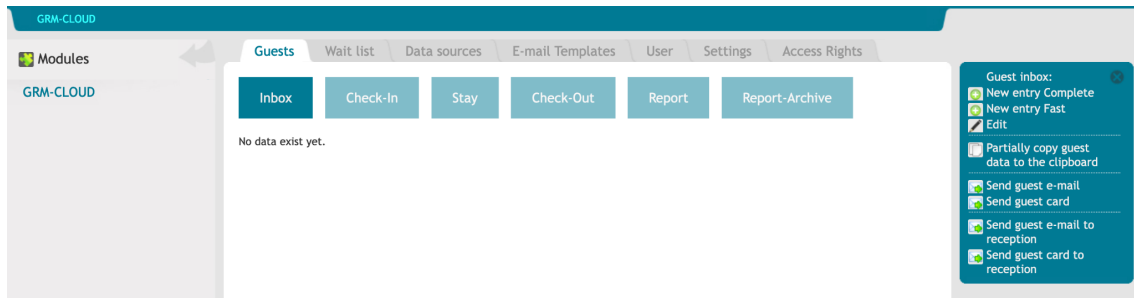 GRM-CLOUD
Modules
GRM-CLOUD
Guests Wait list Data sources E-mail Templates User Settings Access Rights
Inbox Check-In Stay Check-Out Report Report-Archive
No data exist yet.
Guest inbox:
New entry Complete
New entry Fast
Edit
Partially copy guest
data to the clipboard
Send guest e-mail
Send guest card
Send guest e-mail to
reception
Send guest card to
reception